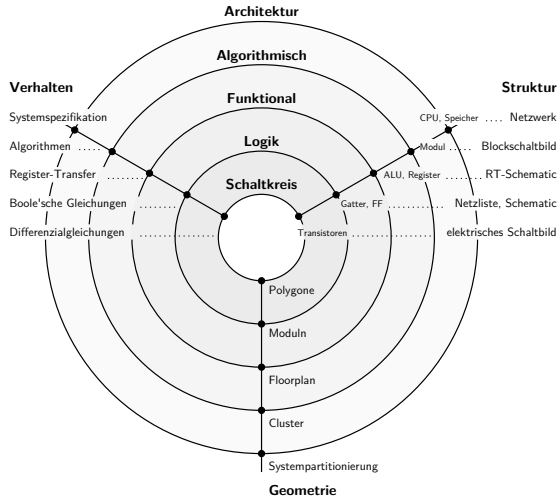 Architektur
Algorithmisch
Funktional
Logik
Schaltkreis
Verhalten
Systemspezifikation
Algorithmen
Register-Transfer
Boole'sche Gleichungen
Differenzialgleichungen
Struktur
CPU, Speicher .... Netzwerk
Modul ..... Blockschaltbild
ALU, Register ..... RT-Schematic
Gatter, FF ..... Netzliste, Schematic
Transistoren ..... elektrisches Schaltbild
Polygone
Moduln
Floorplan
Cluster
Systempartitionierung
Geometrie